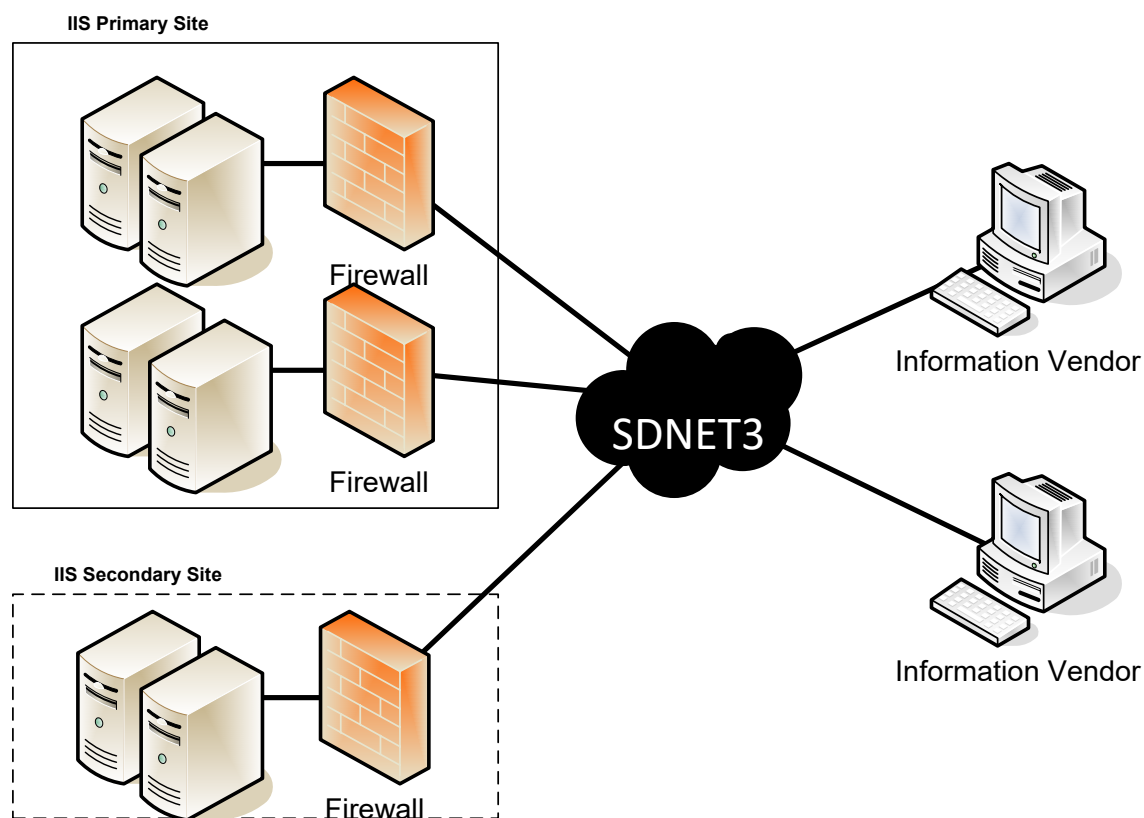 IIS Primary Site
Firewall
Firewall
SDNET3
Information Vendor
Information Vendor
IIS Secondary Site
Firewall